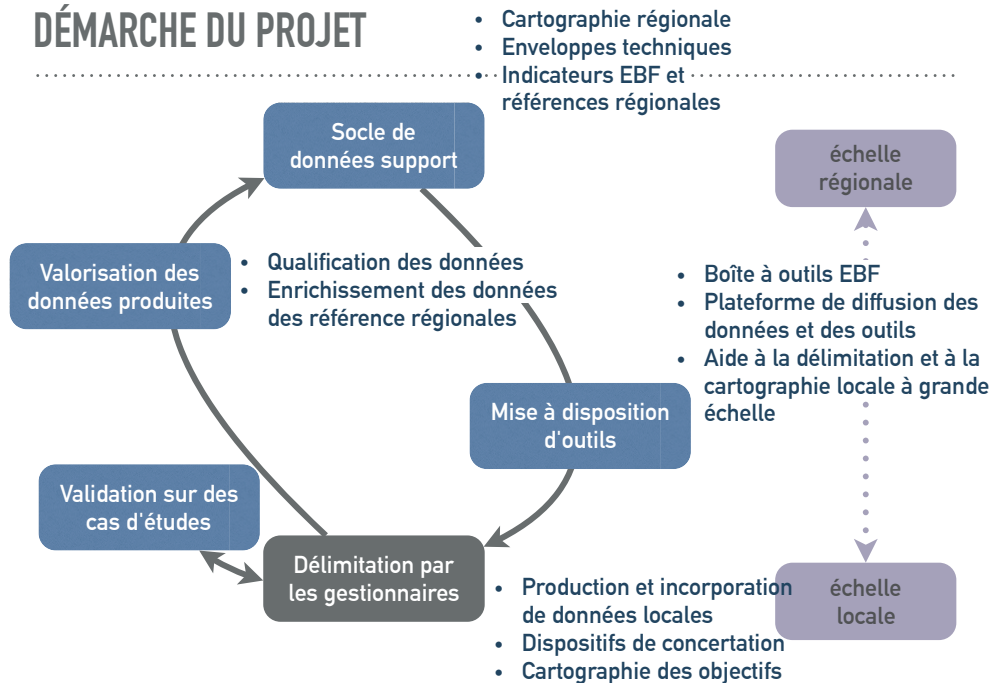 DÉMARCHE DU PROJET
• Cartographie régionale
• Enveloppes techniques
• Indicateurs EBF et
références régionales
Socle de
données support
échelle
régionale
Valorisation des
données produites
• Qualification des données
• Enrichissement des données
des référence régionales
• Boîte à outils EBF
• Plateforme de diffusion des
données et des outils
• Aide à la délimitation et à la
cartographie locale à grande
échelle
Mise à disposition
d'outils
Validation sur des
cas d'études
Délimitation par
les gestionnaires
• Production et incorporation
de données locales
• Dispositifs de concertation
• Cartographie des objectifs
échelle
locale